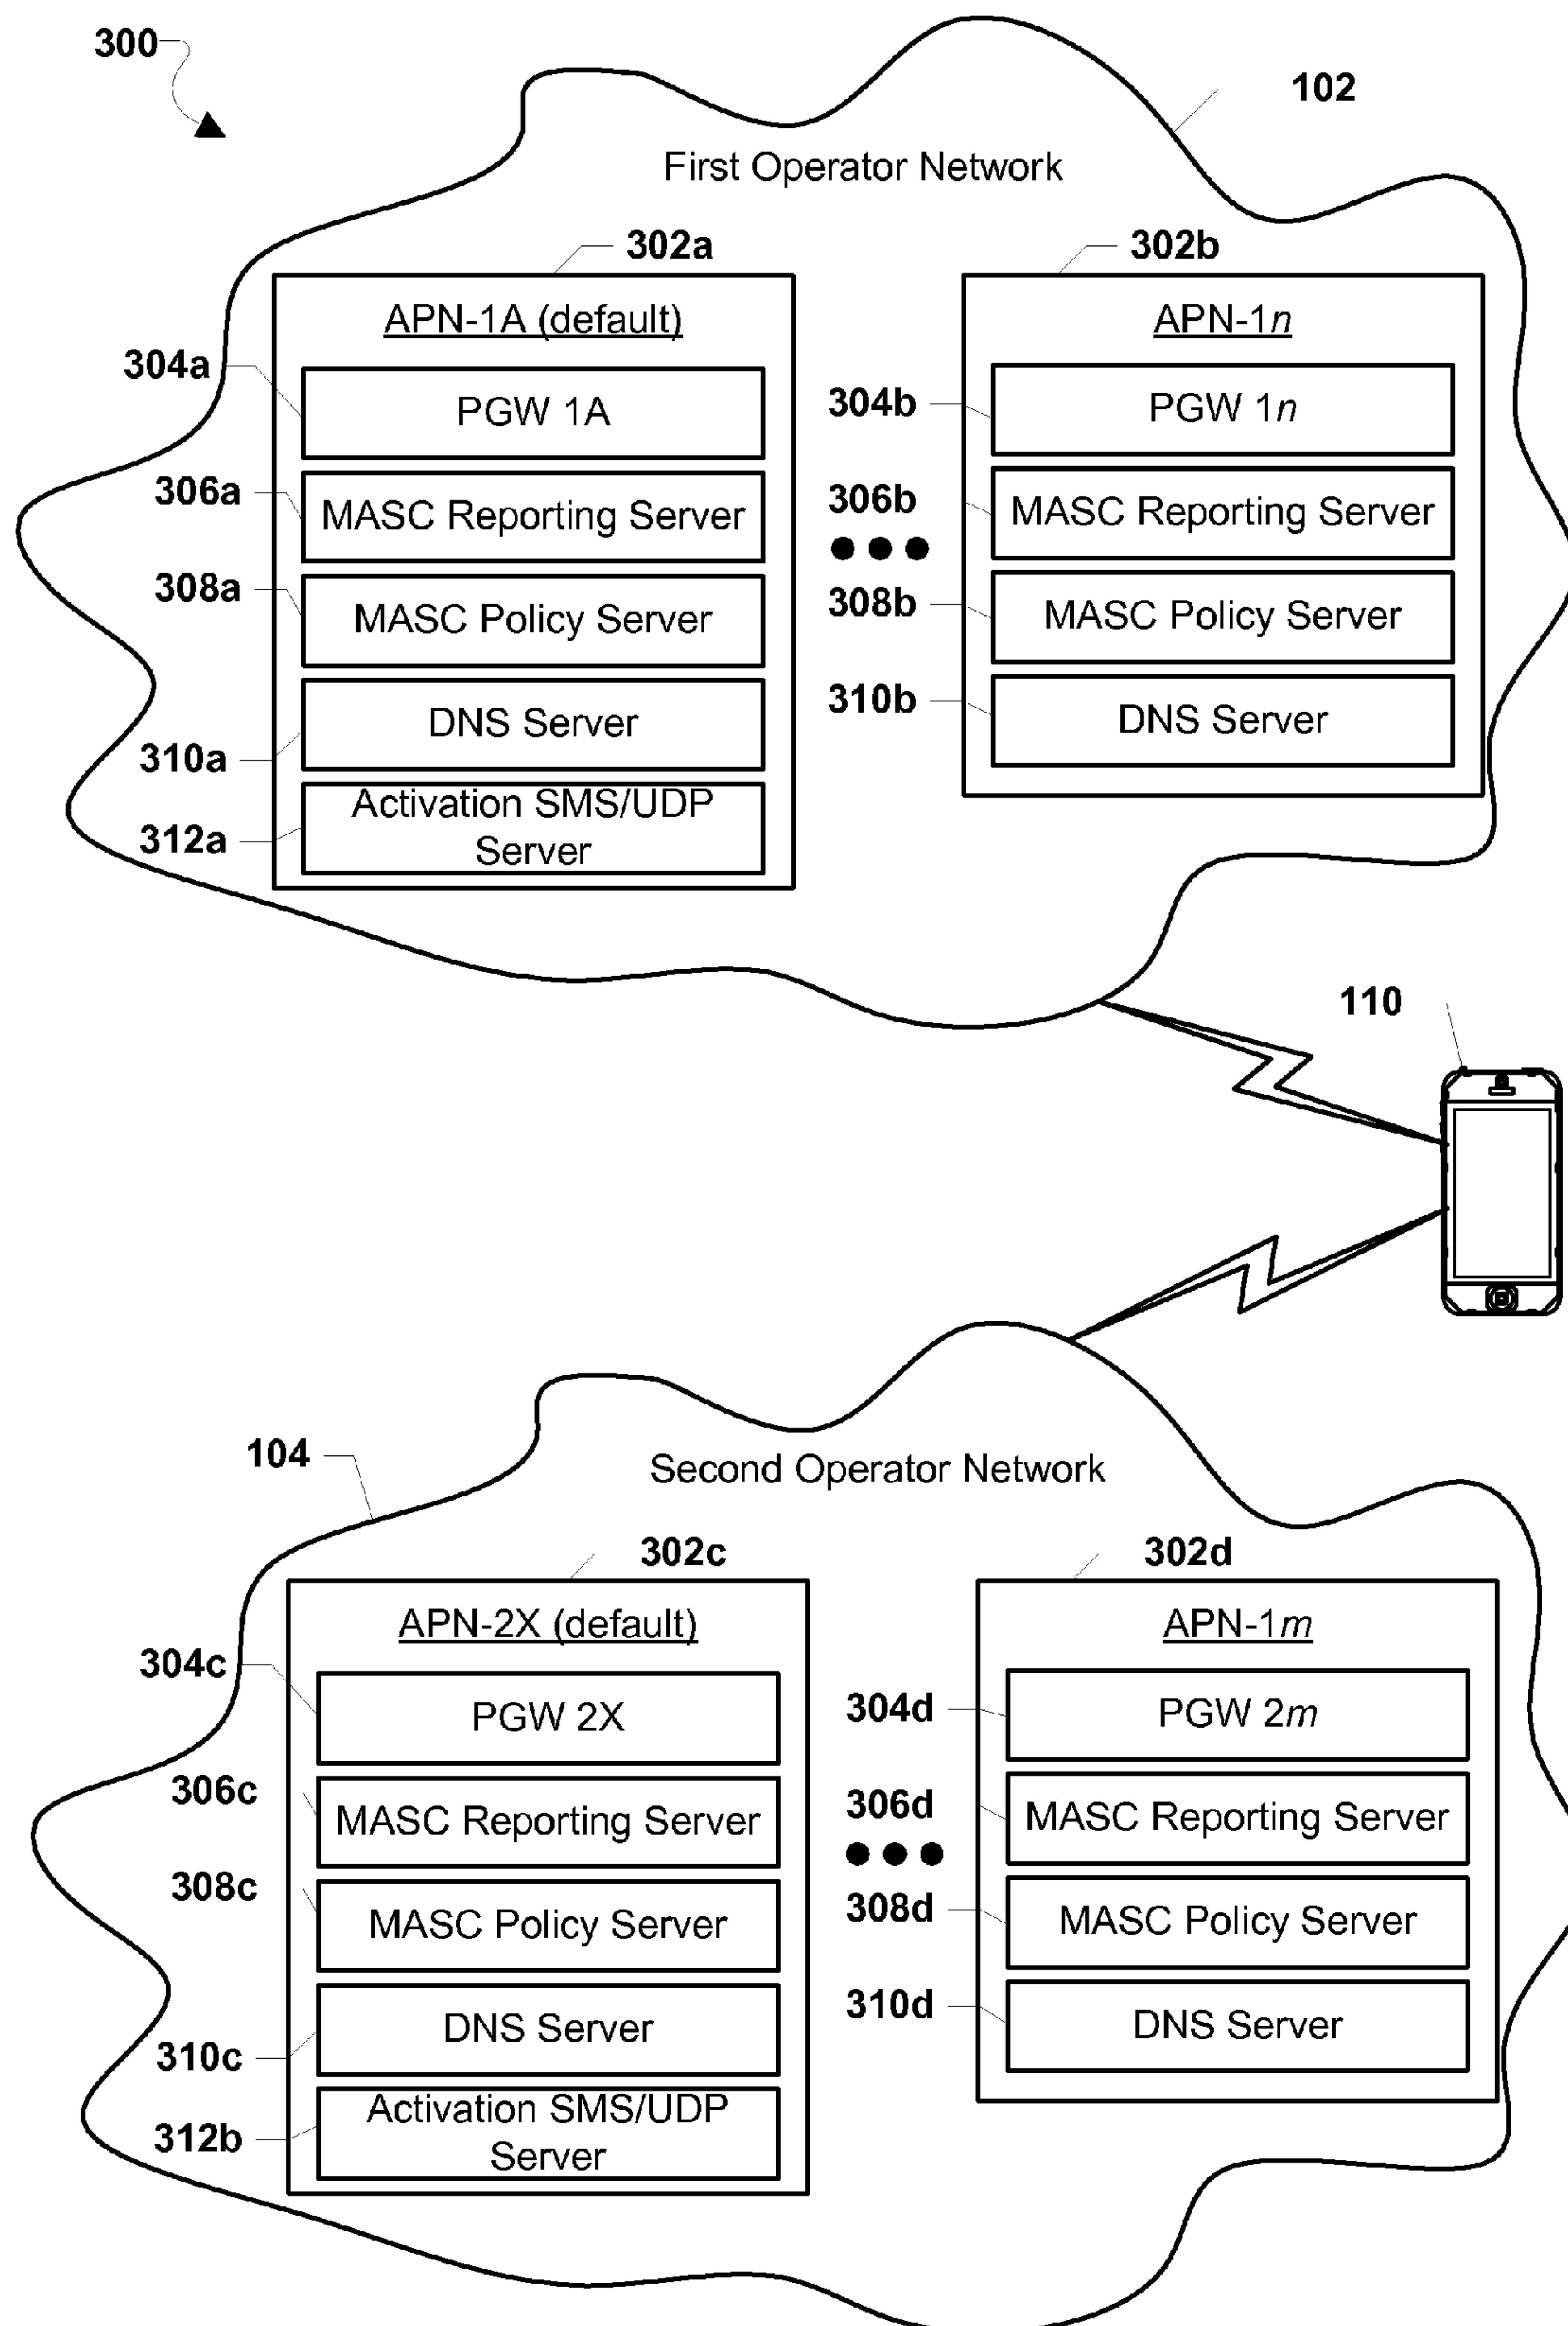 300
102
First Operator Network
302a
302b
APN-1A (default)
APN-1n
304a
PGW 1A
304b
PGW 1n
306a
MASC Reporting Server
306b
MASC Reporting Server
308a
MASC Policy Server
308b
MASC Policy Server
310a
DNS Server
310b
DNS Server
312a
Activation SMS/UDP
Server
110
104
Second Operator Network
302c
302d
APN-2X (default)
APN-1m
304c
PGW 2X
304d
PGW 2m
306c
MASC Reporting Server
306d
MASC Reporting Server
308c
MASC Policy Server
308d
MASC Policy Server
310c
DNS Server
310d
DNS Server
312b
Activation SMS/UDP
Server